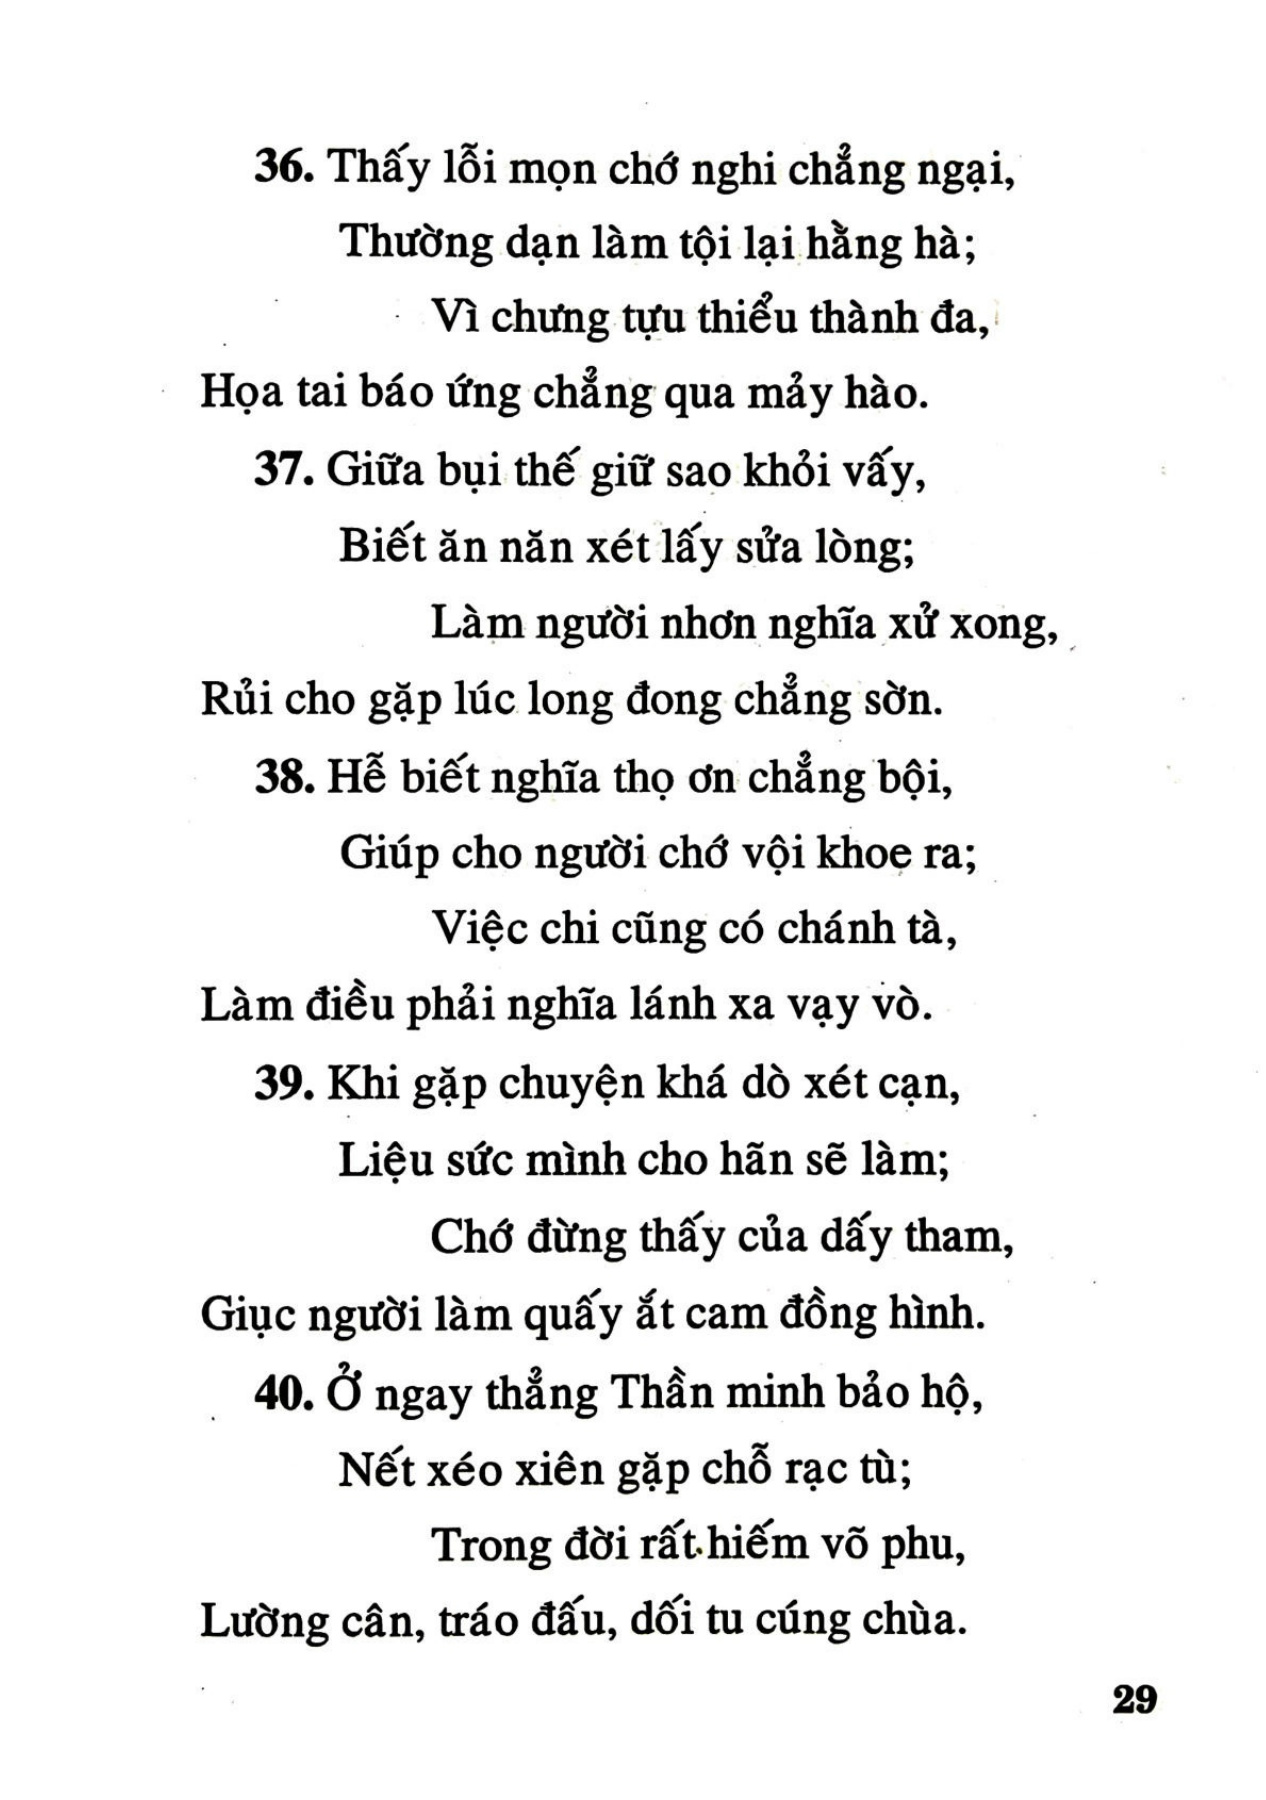 36. Thấy lỗi mọn chớ nghi chẳng ngại,
Thường dạn làm tội lại hằng hà;
Vì chưng tựu thiểu thành đa,
Họa tai báo ứng chẳng qua mảy hào.
37. Giữa bụi thế giữ sao khỏi vấy,
Biết ăn năn xét lấy sửa lòng;
Làm người nhơn nghĩa xử xong,
Rủi cho gặp lúc long đong chẳng sờn.
38. Hễ biết nghĩa thọ ơn chẳng bội,
Giúp cho người chớ vội khoe ra;
Việc chi cũng có chánh tà,
Làm điều phải nghĩa lánh xa vạy vò.
39. Khi gặp chuyện khá dò xét cạn,
Liệu sức mình cho hãn sẽ làm;
Chớ đừng thấy của dấy tham,
Giục người làm quấy ắt cam đồng hình.
40. Ở ngay thẳng Thần minh bảo hộ,
Nết xéo xiên gặp chỗ rạc tù;
Trong đời rất hiếm võ phu,
Lường cân, tráo đấu, dối tu cúng chùa.
29